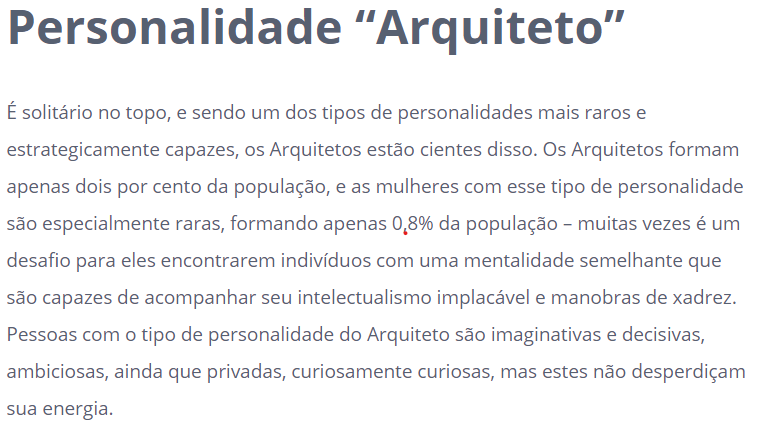 Personalidade “Arquiteto”
É solitário no topo, e sendo um dos tipos de personalidades mais raros e
estrategicamente capazes, os Arquitetos estão cientes disso. Os Arquitetos formam
apenas dois por cento da população, e as mulheres com esse tipo de personalidade
são especialmente raras, formando apenas 0,8% da população – muitas vezes é um
desafio para eles encontrarem indivíduos com uma mentalidade semelhante que
são capazes de acompanhar seu intelectualismo implacável e manobras de xadrez.
Pessoas com o tipo de personalidade do Arquiteto são imaginativas e decisivas,
ambiciosas, ainda que privadas, curiosamente curiosas, mas estes não desperdiçam
sua energia.